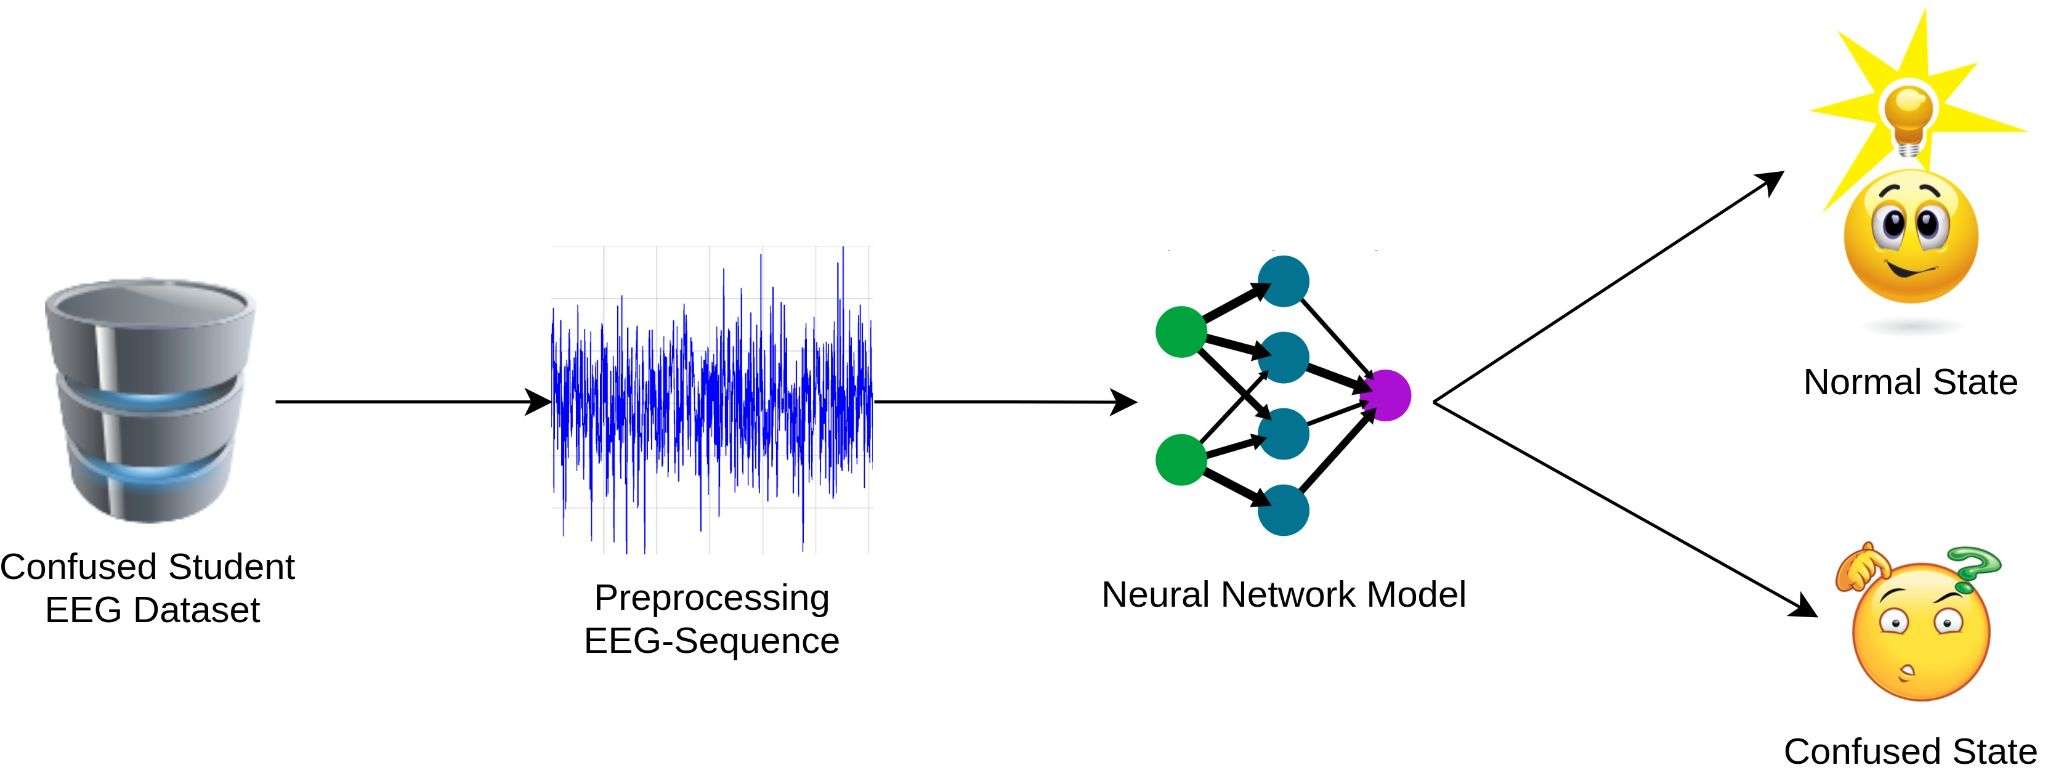 Confused Student
EEG Dataset
Preprocessing
EEG-Sequence
Neural Network Model
Normal State
Confused State